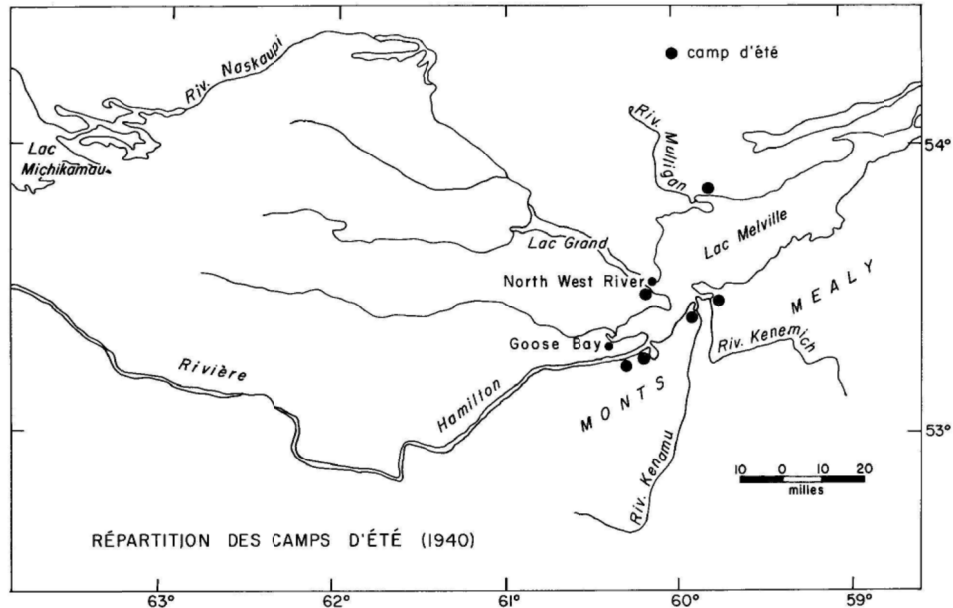 Riv. Naskaupi
camp d'été
Lac
Michikamau
Riv. Mulligan
54°
Lac Melville
Lac Grand
North West River
MEALY
Goose Bay
Riv. Kenemich
Rivière
Hamilton
MONTS
53°
Riv. Kenamu
10 0 10 20
milles
RÉPARTITION DES CAMPS D'ÉTÉ (1940)
63° 62° 61° 60° 59°